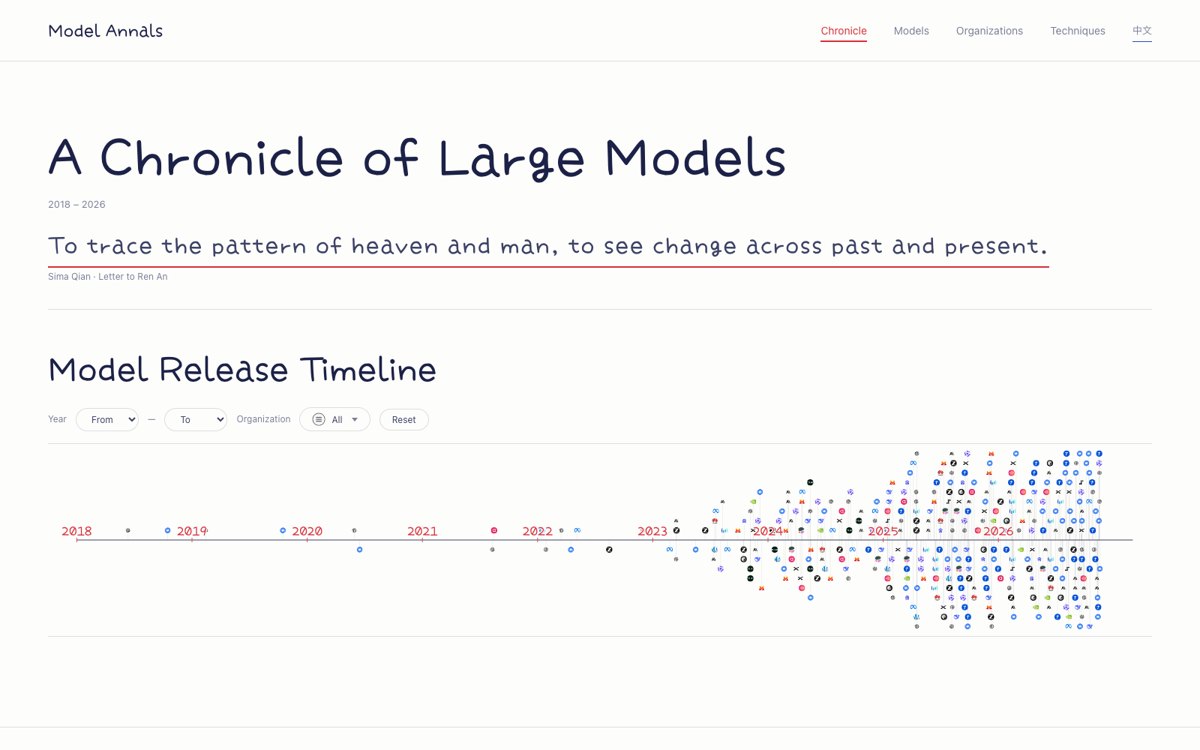 Model Annals
Chronicle Models Organizations Techniques 中文
A Chronicle of Large Models
2018 – 2026
To trace the pattern of heaven and man, to see change across past and present.
Sima Qian · Letter to Ren An
Model Release Timeline
Year From — To Organization All Reset
2018 2019 2020 2021 2022 2023 2024 2025 2026